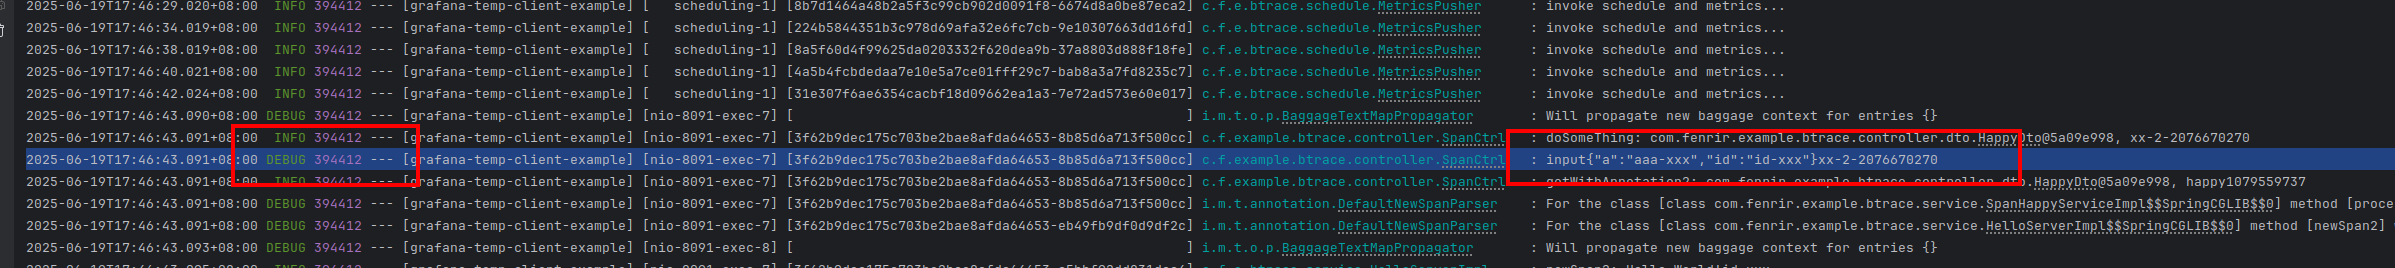 2025-06-19T17:46:29.020+08:00  INFO 394412 --- [grafana-temp-client-example] [   scheduling-1] [8b7d1464a48b2a5f3c99cb902d0091f8-6674d8a0be87eca2] c.f.e.btrace.schedule.MetricsPusher      : invoke schedule and metrics...
2025-06-19T17:46:34.019+08:00  INFO 394412 --- [grafana-temp-client-example] [   scheduling-1] [224b5844351b3c978d69afa32e6fc7cb-9e10307663dd16fd] c.f.e.btrace.schedule.MetricsPusher      : invoke schedule and metrics...
2025-06-19T17:46:38.019+08:00  INFO 394412 --- [grafana-temp-client-example] [   scheduling-1] [8a5f60d4f99625da0203332f620dea9b-37a8803d888f18fe] c.f.e.btrace.schedule.MetricsPusher      : invoke schedule and metrics...
2025-06-19T17:46:40.021+08:00  INFO 394412 --- [grafana-temp-client-example] [   scheduling-1] [4a5b4fcbdedaa7e10e5a7ce01fff29c7-bab8a3a7fd8235c7] c.f.e.btrace.schedule.MetricsPusher      : invoke schedule and metrics...
2025-06-19T17:46:42.024+08:00  INFO 394412 --- [grafana-temp-client-example] [   scheduling-1] [31e307f6ae6354cacbf18d09662ea1a3-7e72ad573e60e017] c.f.e.btrace.schedule.MetricsPusher      : invoke schedule and metrics...
2025-06-19T17:46:43.090+08:00 DEBUG 394412 --- [grafana-temp-client-example] [nio-8091-exec-7] [                                                 ] i.m.t.o.p.BaggageTextMapPropagator       : Will propagate new baggage context for entries {}
2025-06-19T17:46:43.091+08:00  INFO 394412 --- [grafana-temp-client-example] [nio-8091-exec-7] [3f62b9dec175c703be2bae8afda64653-8b85d6a713f500cc] c.f.example.btrace.controller.SpanCtrl   : doSomeThing: com.fenrir.example.btrace.controller.dto.HappyDto@5a09e998, xx-2-2076670270
2025-06-19T17:46:43.091+08:00 DEBUG 394412 --- [grafana-temp-client-example] [nio-8091-exec-7] [3f62b9dec175c703be2bae8afda64653-8b85d6a713f500cc] c.f.example.btrace.controller.SpanCtrl   : input{"a":"aaa-xxx","id":"id-xxx"}xx-2-2076670270
2025-06-19T17:46:43.091+08:00  INFO 394412 --- [grafana-temp-client-example] [nio-8091-exec-7] [3f62b9dec175c703be2bae8afda64653-8b85d6a713f500cc] c.f.example.btrace.controller.SpanCtrl   : getWithAnnotation2: com.fenrir.example.btrace.controller.dto.HappyDto@5a09e998, happy1079559737
2025-06-19T17:46:43.091+08:00 DEBUG 394412 --- [grafana-temp-client-example] [nio-8091-exec-7] [3f62b9dec175c703be2bae8afda64653-8b85d6a713f500cc] i.m.t.annotation.DefaultNewSpanParser    : For the class [class com.fenrir.example.btrace.service.SpanHappyServiceImpl$$SpringCGLIB$$0] method [proce
2025-06-19T17:46:43.091+08:00 DEBUG 394412 --- [grafana-temp-client-example] [nio-8091-exec-7] [3f62b9dec175c703be2bae8afda64653-eb49fb9df0d9df2c] i.m.t.annotation.DefaultNewSpanParser    : For the class [class com.fenrir.example.btrace.service.HelloServerImpl$$SpringCGLIB$$0] method [newSpan2]
2025-06-19T17:46:43.093+08:00 DEBUG 394412 --- [grafana-temp-client-example] [nio-8091-exec-8] [                                                 ] i.m.t.o.p.BaggageTextMapPropagator       : Will propagate new baggage context for entries {}